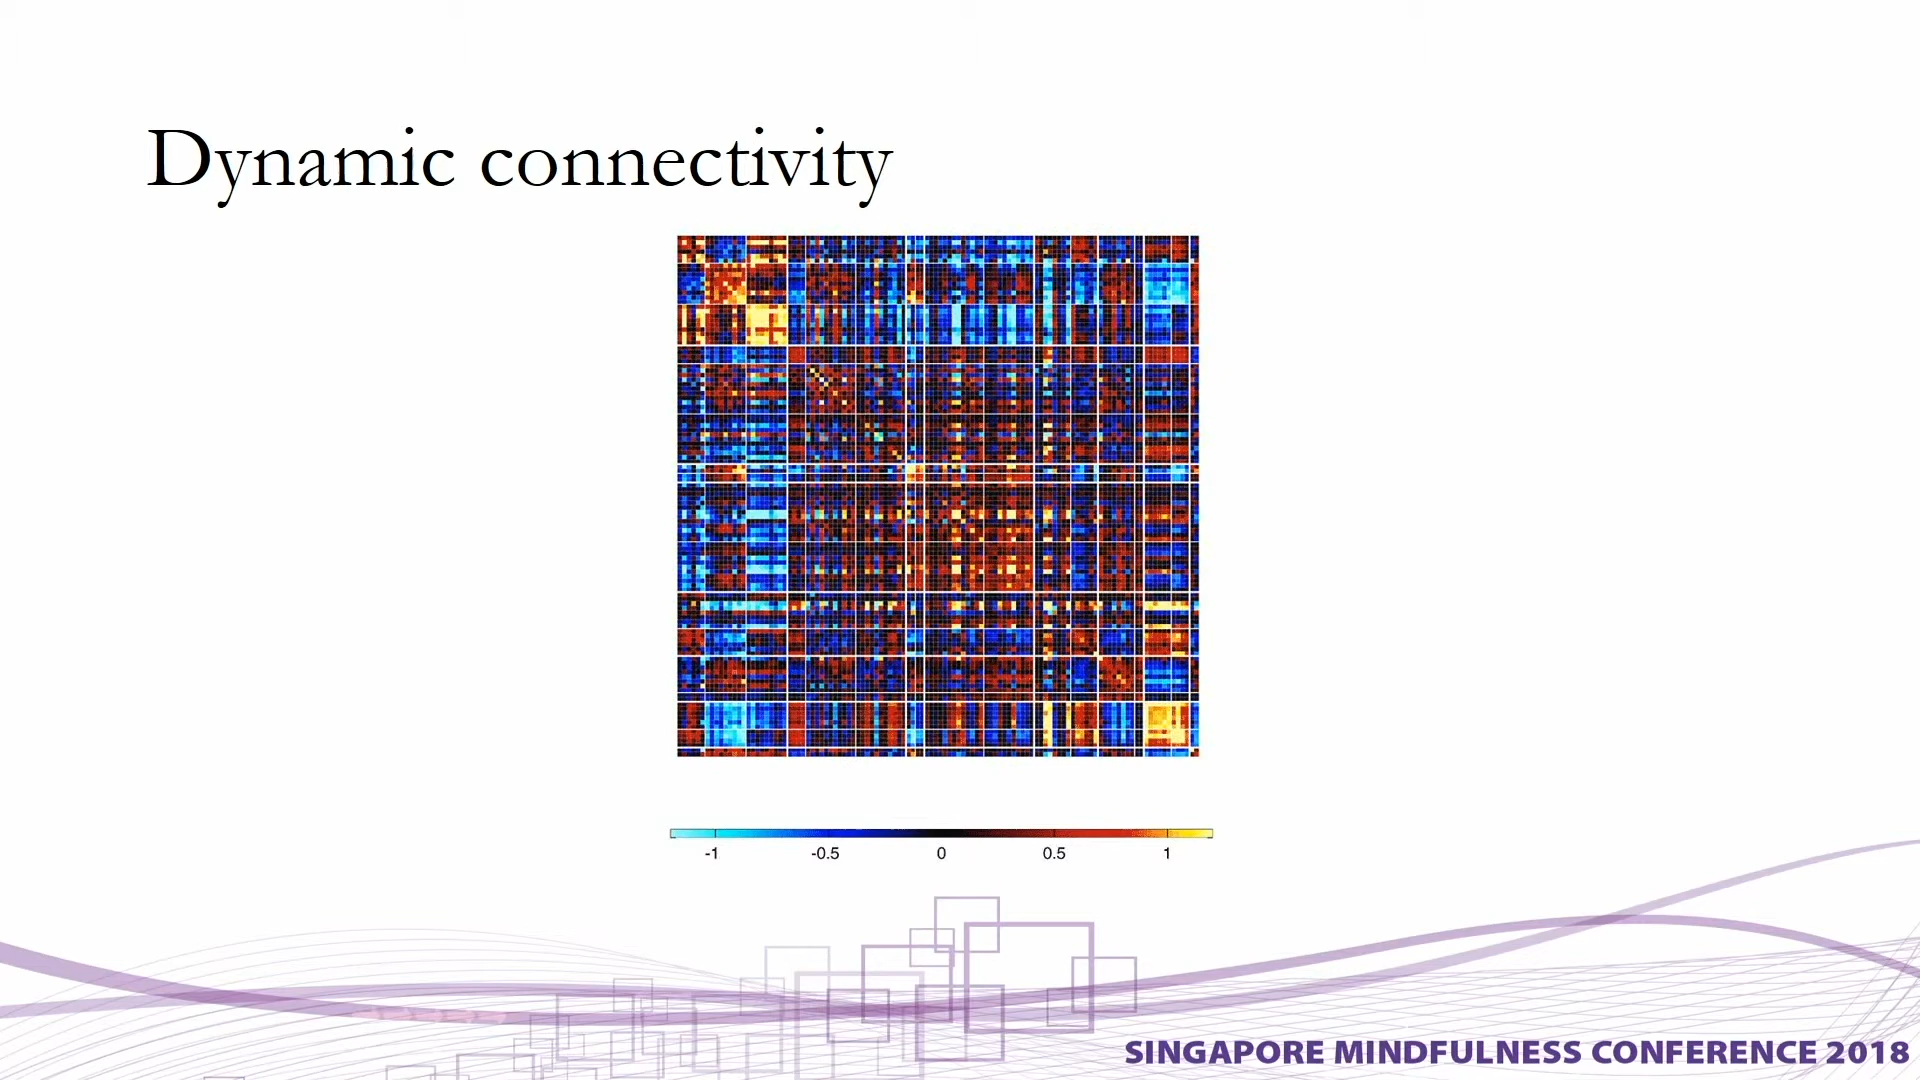 Dynamic connectivity
-1 -0.5 0 0.5 1
SINGAPORE MINDFULNESS CONFERENCE 2018